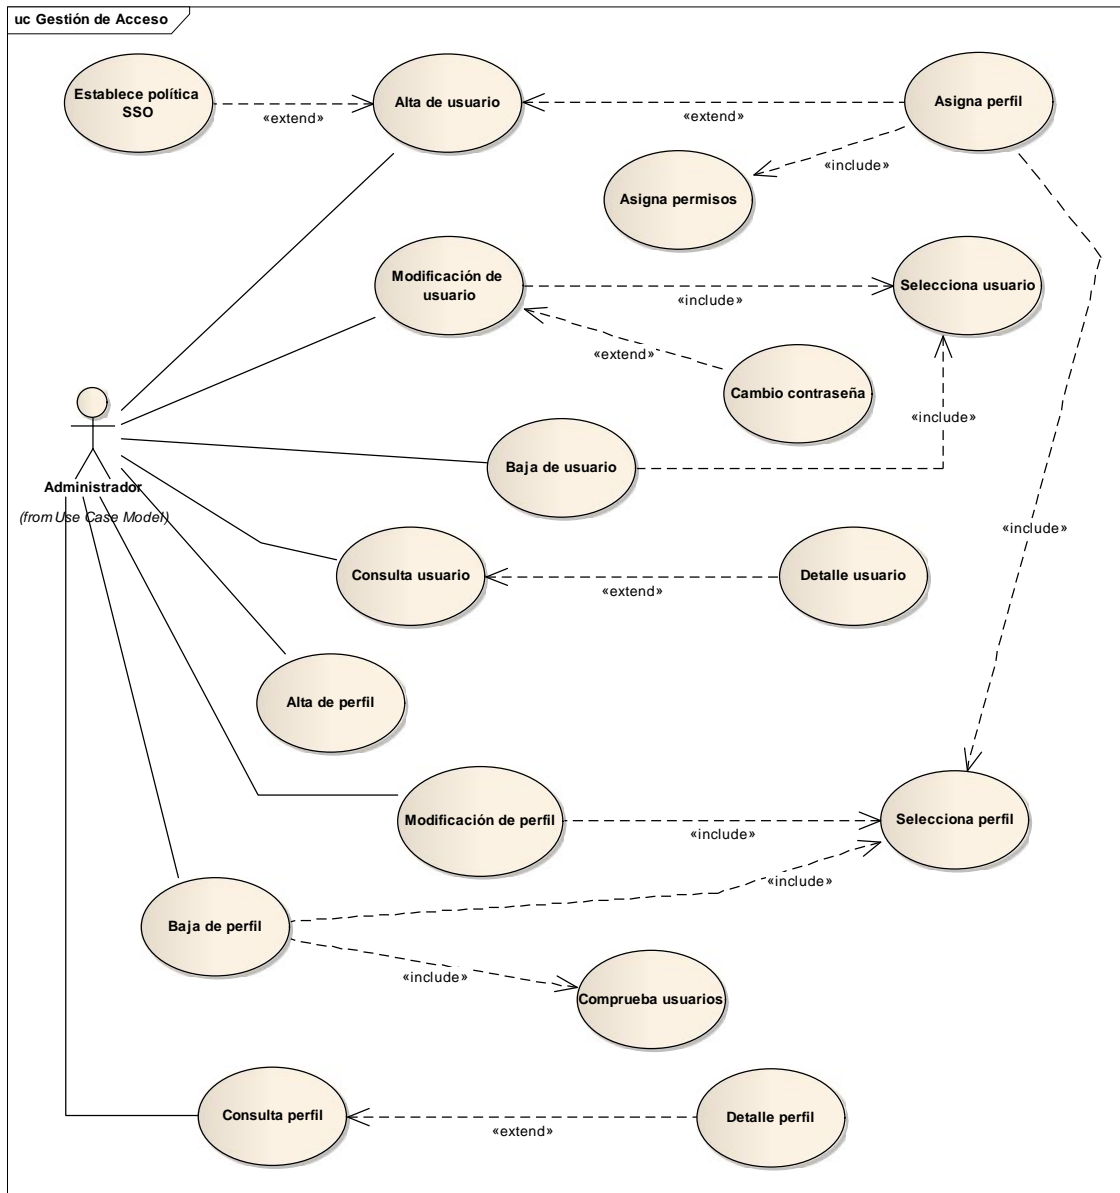 uc Gestión de Acceso
Establece política
SSO
«extend»
Alta de usuario
«extend»
Asigna perfil
«include»
Asigna permisos
Modificación de
usuario
«include»
Selecciona usuario
«extend»
Cambio contraseña
«include»
Baja de usuario
Administrador
(from Use Case Model)
«include»
Consulta usuario
«extend»
Detalle usuario
Alta de perfil
Modificación de perfil
«include»
Selecciona perfil
«include»
Baja de perfil
«include»
Comprueba usuarios
Consulta perfil
«extend»
Detalle perfil